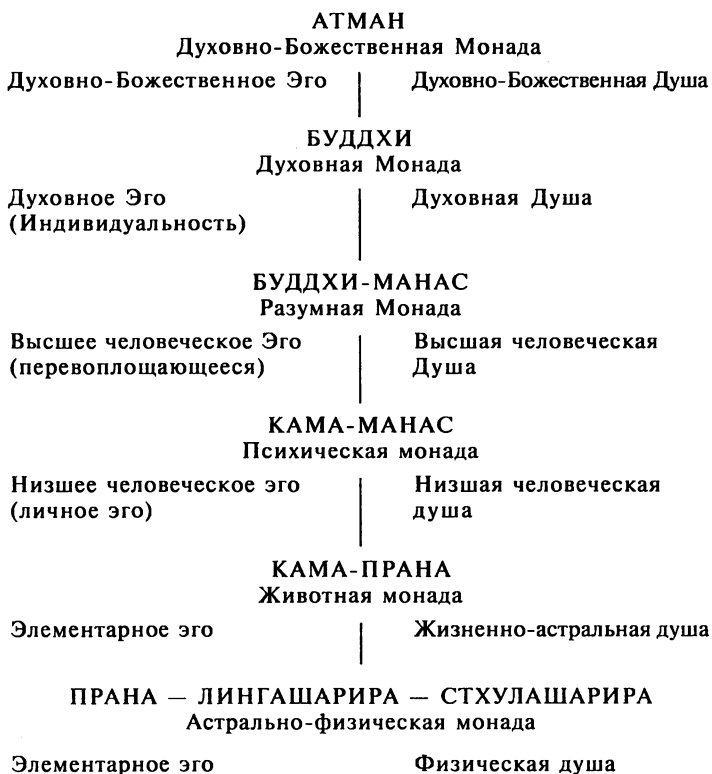 АТМАН
Духовно-Божественная Монада
Духовно-Божественное Эго Духовно-Божественная Душа
БУДДХИ
Духовная Монада
Духовное Эго Духовная Душа
(Индивидуальность)
БУДДХИ-МАНАС
Разумная Монада
Высшее человеческое Эго Высшая человеческая
(перевоплощающееся) Душа
КАМА-МАНАС
Психическая монада
Низшее человеческое эго Низшая человеческая
(личное эго) душа
КАМА-ПРАНА
Животная монада
Элементарное эго Жизненно-астральная душа
ПРАНА — ЛИНГАШАРИРА — СТХУЛАШАРИРА
Астрально-физическая монада
Элементарное эго Физическая душа